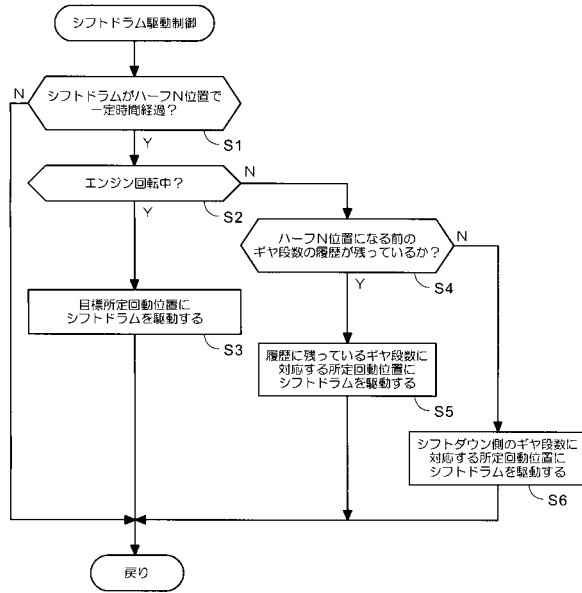 シフトドラム駆動制御
N
シフトドラムがハーフN位置で
一定時間経過？
S1
Y
エンジン回転中？
N
S2
Y
ハーフN位置になる前の
ギヤ段数の履歴が残っているか？
N
S4
Y
目標所定回動位置に
シフトドラムを駆動する
S3
履歴に残っているギヤ段数に
対応する所定回動位置に
シフトドラムを駆動する
S5
シフトダウン側のギヤ段数に
対応する所定回動位置に
シフトドラムを駆動する
S6
戻り